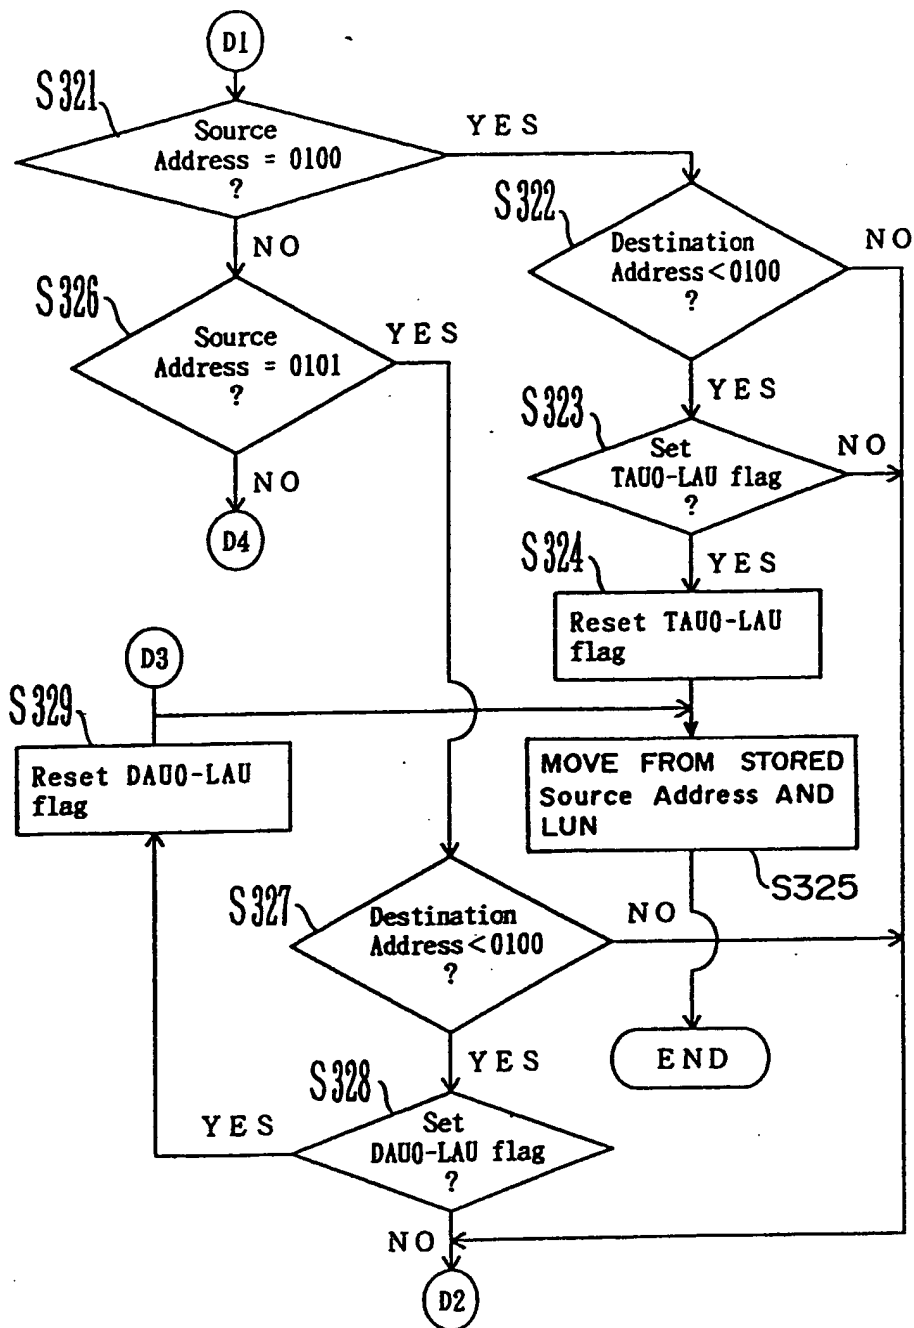 D1
S321
Source
Address = 0100
?
YES
NO
S322
Destination
Address<0100
?
NO
YES
S326
Source
Address = 0101
?
YES
NO
D4
S323
Set
TAU0-LAU flag
?
NO
YES
S324
Reset TAU0-LAU
flag
D3
S329
Reset DAU0-LAU
flag
MOVE FROM STORED
Source Address AND
LUN
S325
S327
Destination
Address<0100
?
NO
YES
END
S328
Set
DAU0-LAU flag
?
YES
NO
D2